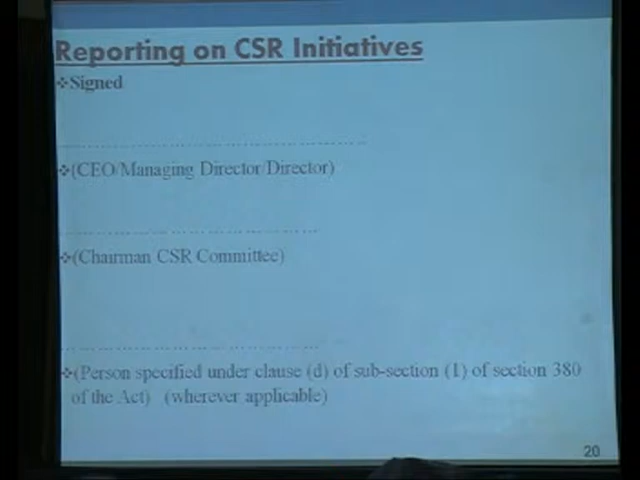 Reporting on CSR Initiatives
❖Signed
................................................................
❖(CEO/Managing Director/Director)
......................................................
❖(Chairman CSR Committee)
......................................................
❖(Person specified under clause (d) of sub-section (1) of section 380
of the Act) (wherever applicable)
20